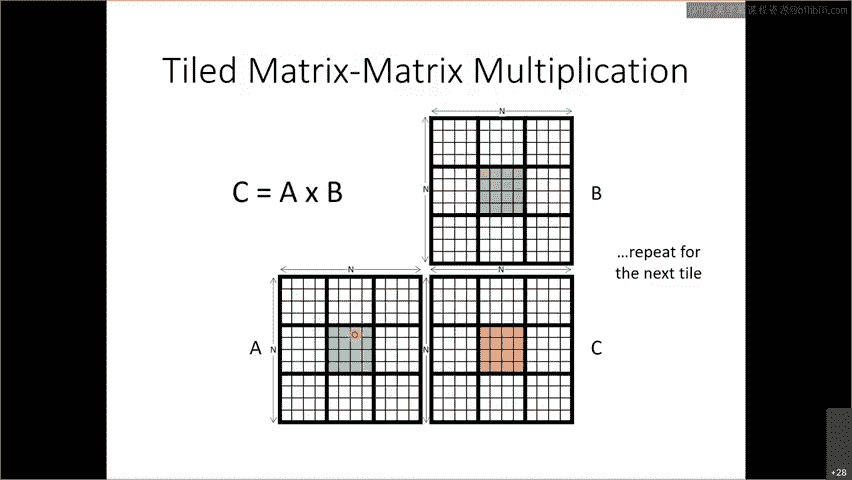 Tiled Matrix-Matrix Multiplication
N
N
C = A x B
B
...repeat for
the next tile
N
N
A
N
N
C
+28